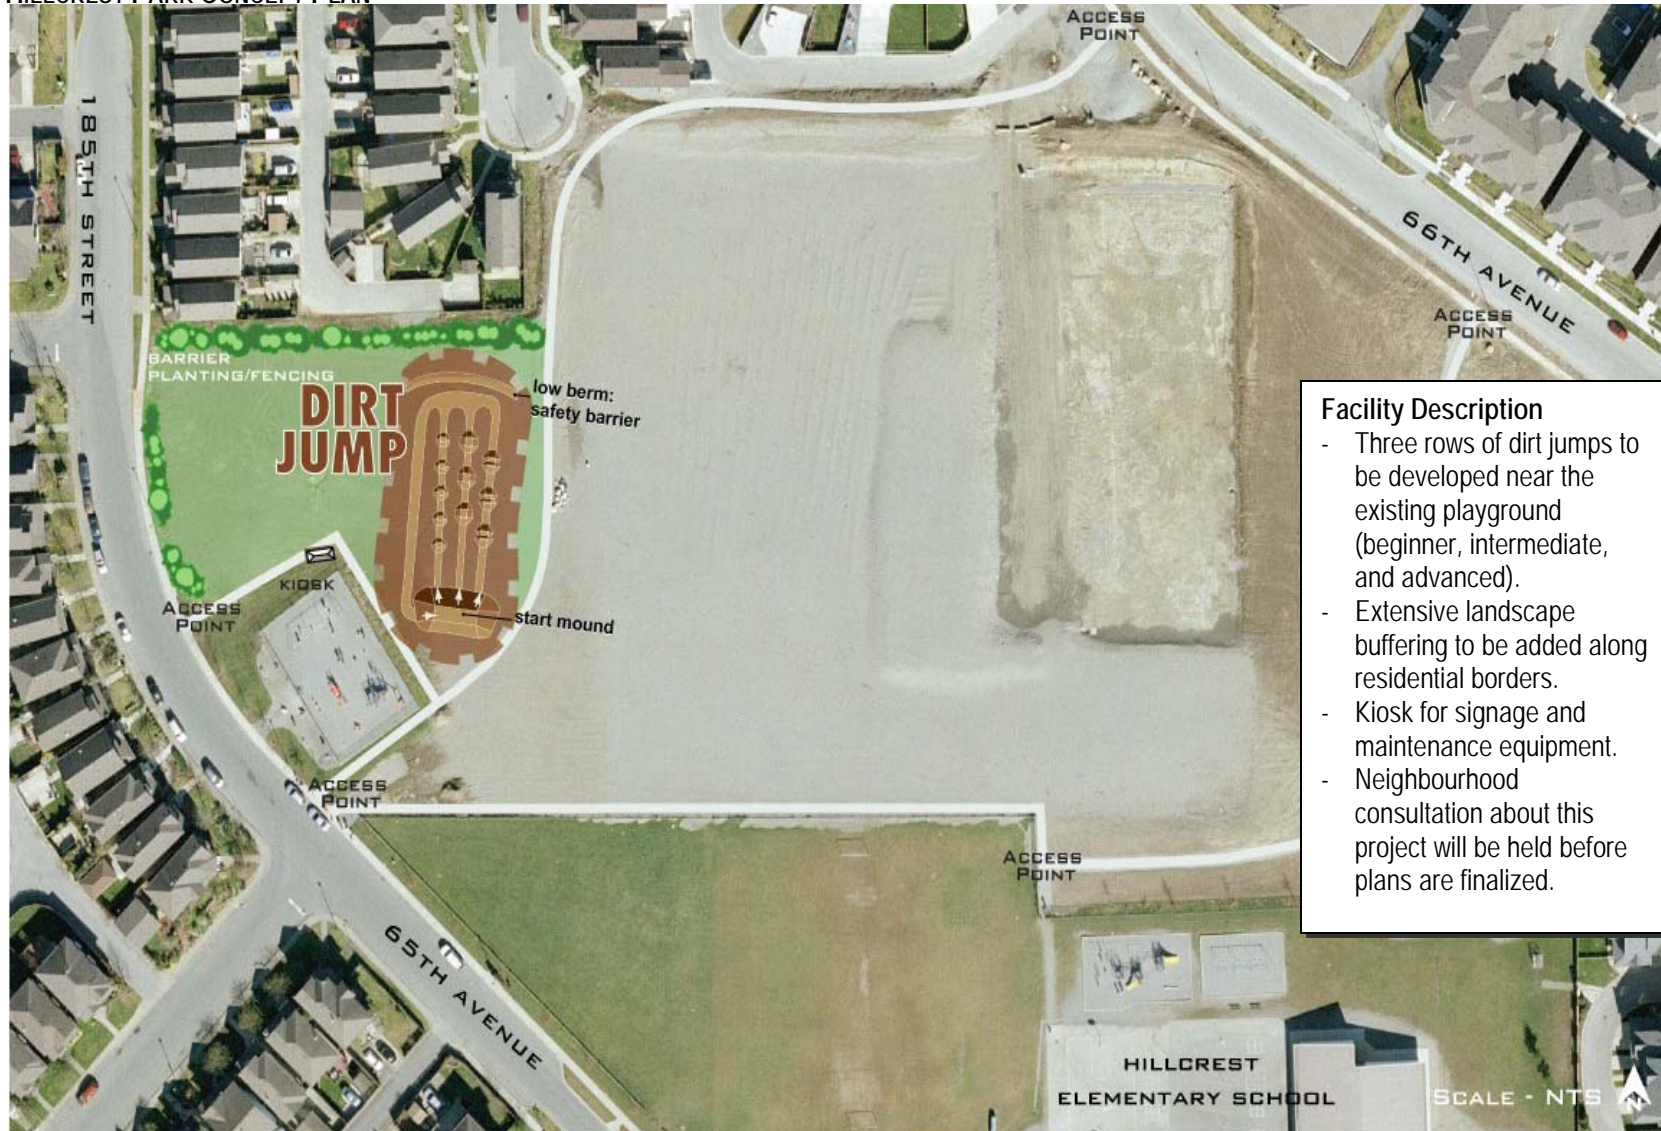 HILLCREST PARK CONCEPT PLAN
ACCESS
POINT
185TH STREET
66TH AVENUE
ACCESS
POINT
BARRIER
PLANTING/FENCING
DIRT
JUMP
low berm:
safety barrier
KIOSK
start mound
ACCESS
POINT
ACCESS
POINT
ACCESS
POINT
65TH AVENUE
HILLCREST
ELEMENTARY SCHOOL
SCALE - NTS
N
Facility Description
- Three rows of dirt jumps to
be developed near the
existing playground
(beginner, intermediate,
and advanced).
- Extensive landscape
buffering to be added along
residential borders.
- Kiosk for signage and
maintenance equipment.
- Neighbourhood
consultation about this
project will be held before
plans are finalized.